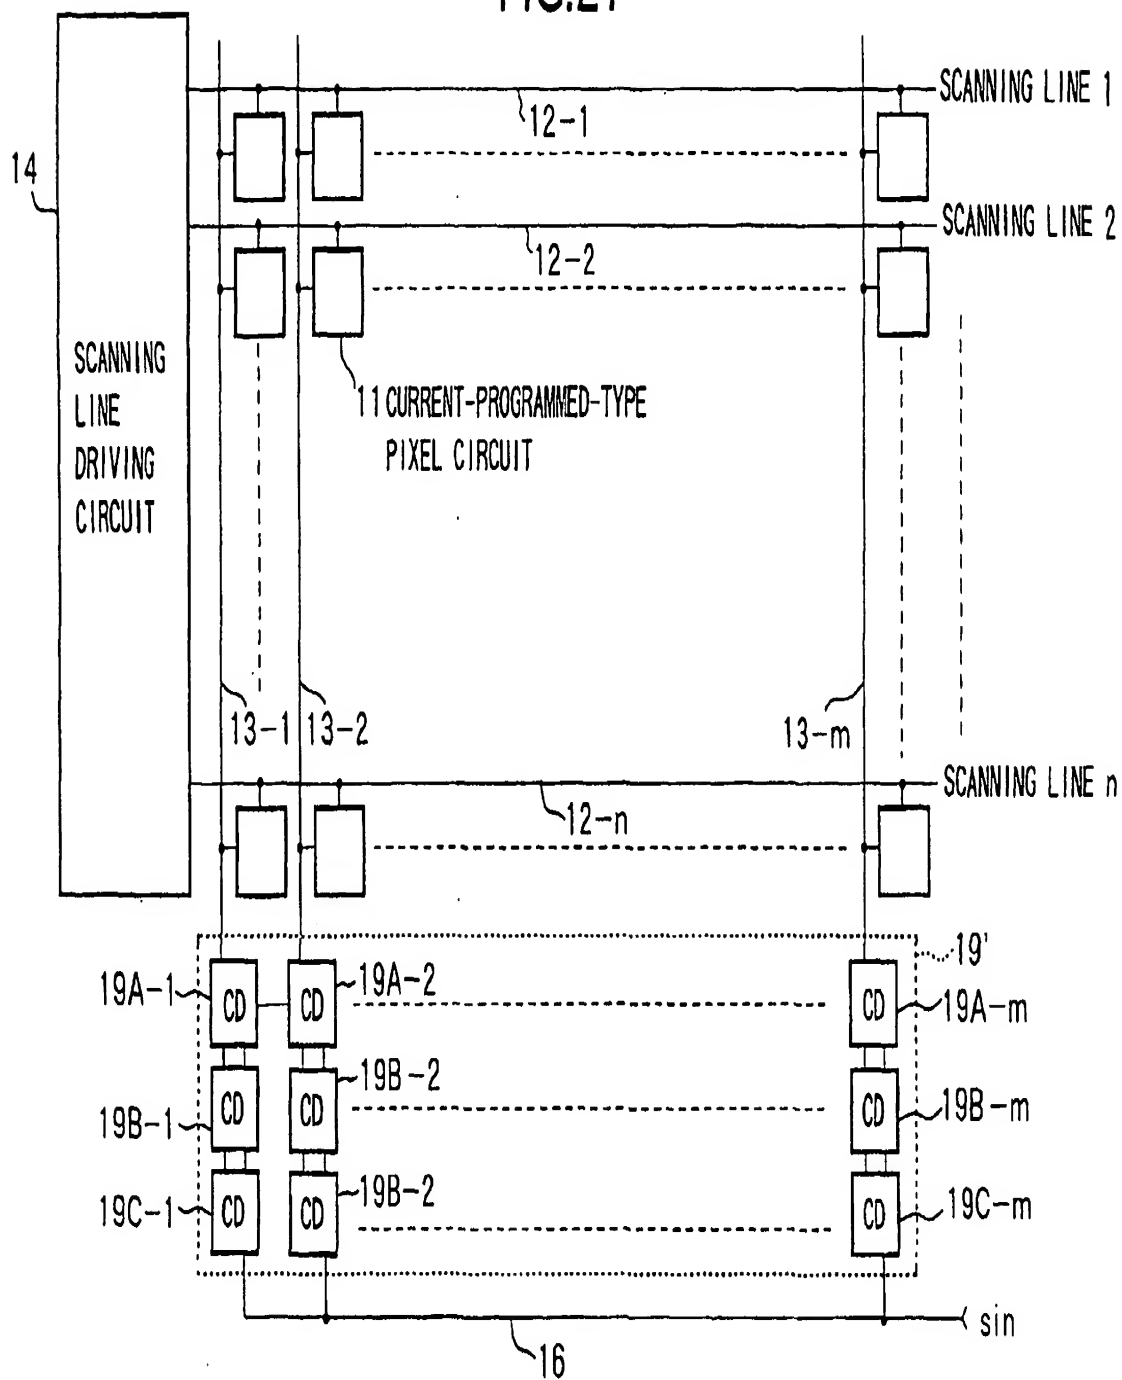 SCANNING LINE 1
12-1
14
SCANNING LINE 2
12-2
SCANNING
LINE
DRIVING
CIRCUIT
11 CURRENT-PROGRAMMED-TYPE
PIXEL CIRCUIT
13-1 13-2 13-m
SCANNING LINE n
12-n
19'
19A-1 CD CD 19A-2 CD 19A-m
19B-1 CD CD 19B-2 CD 19B-m
19C-1 CD CD 19B-2 CD 19C-m
sin
16